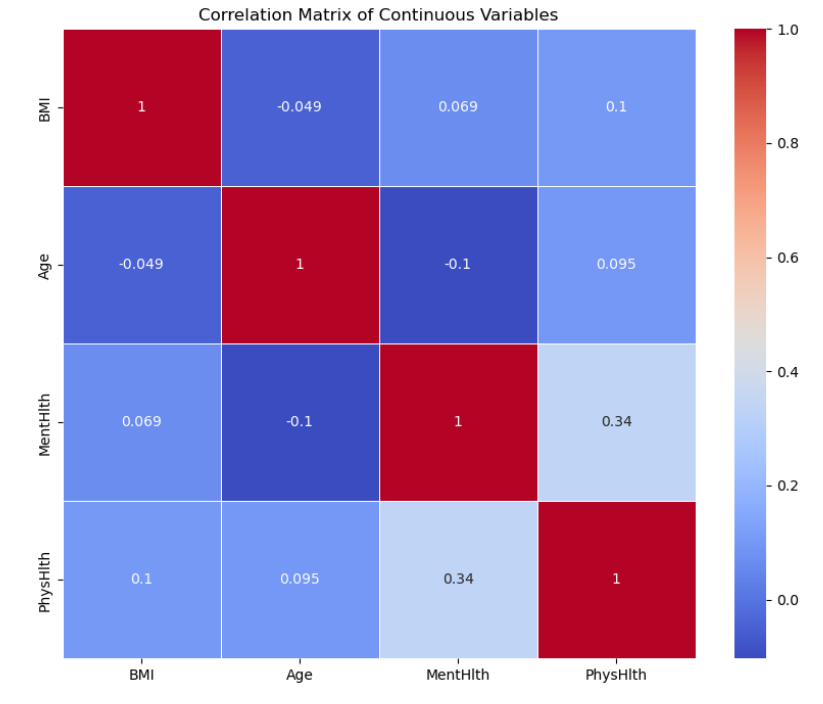 Correlation Matrix of Continuous Variables
BMI 1 -0.049 0.069 0.1
Age -0.049 1 -0.1 0.095
MentHlth 0.069 -0.1 1 0.34
PhysHlth 0.1 0.095 0.34 1
BMI Age MentHlth PhysHlth
1.0
0.8
0.6
0.4
0.2
0.0